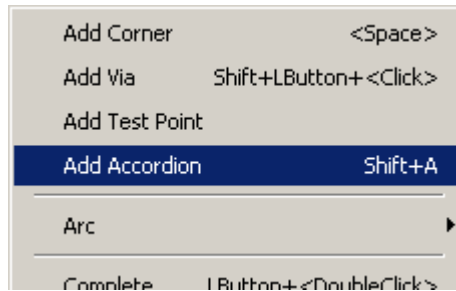 Add Corner <Space>
Add Via Shift+LButton+<Click>
Add Test Point
Add Accordion Shift+A
Arc
Complete LButton+<DoubleClick>